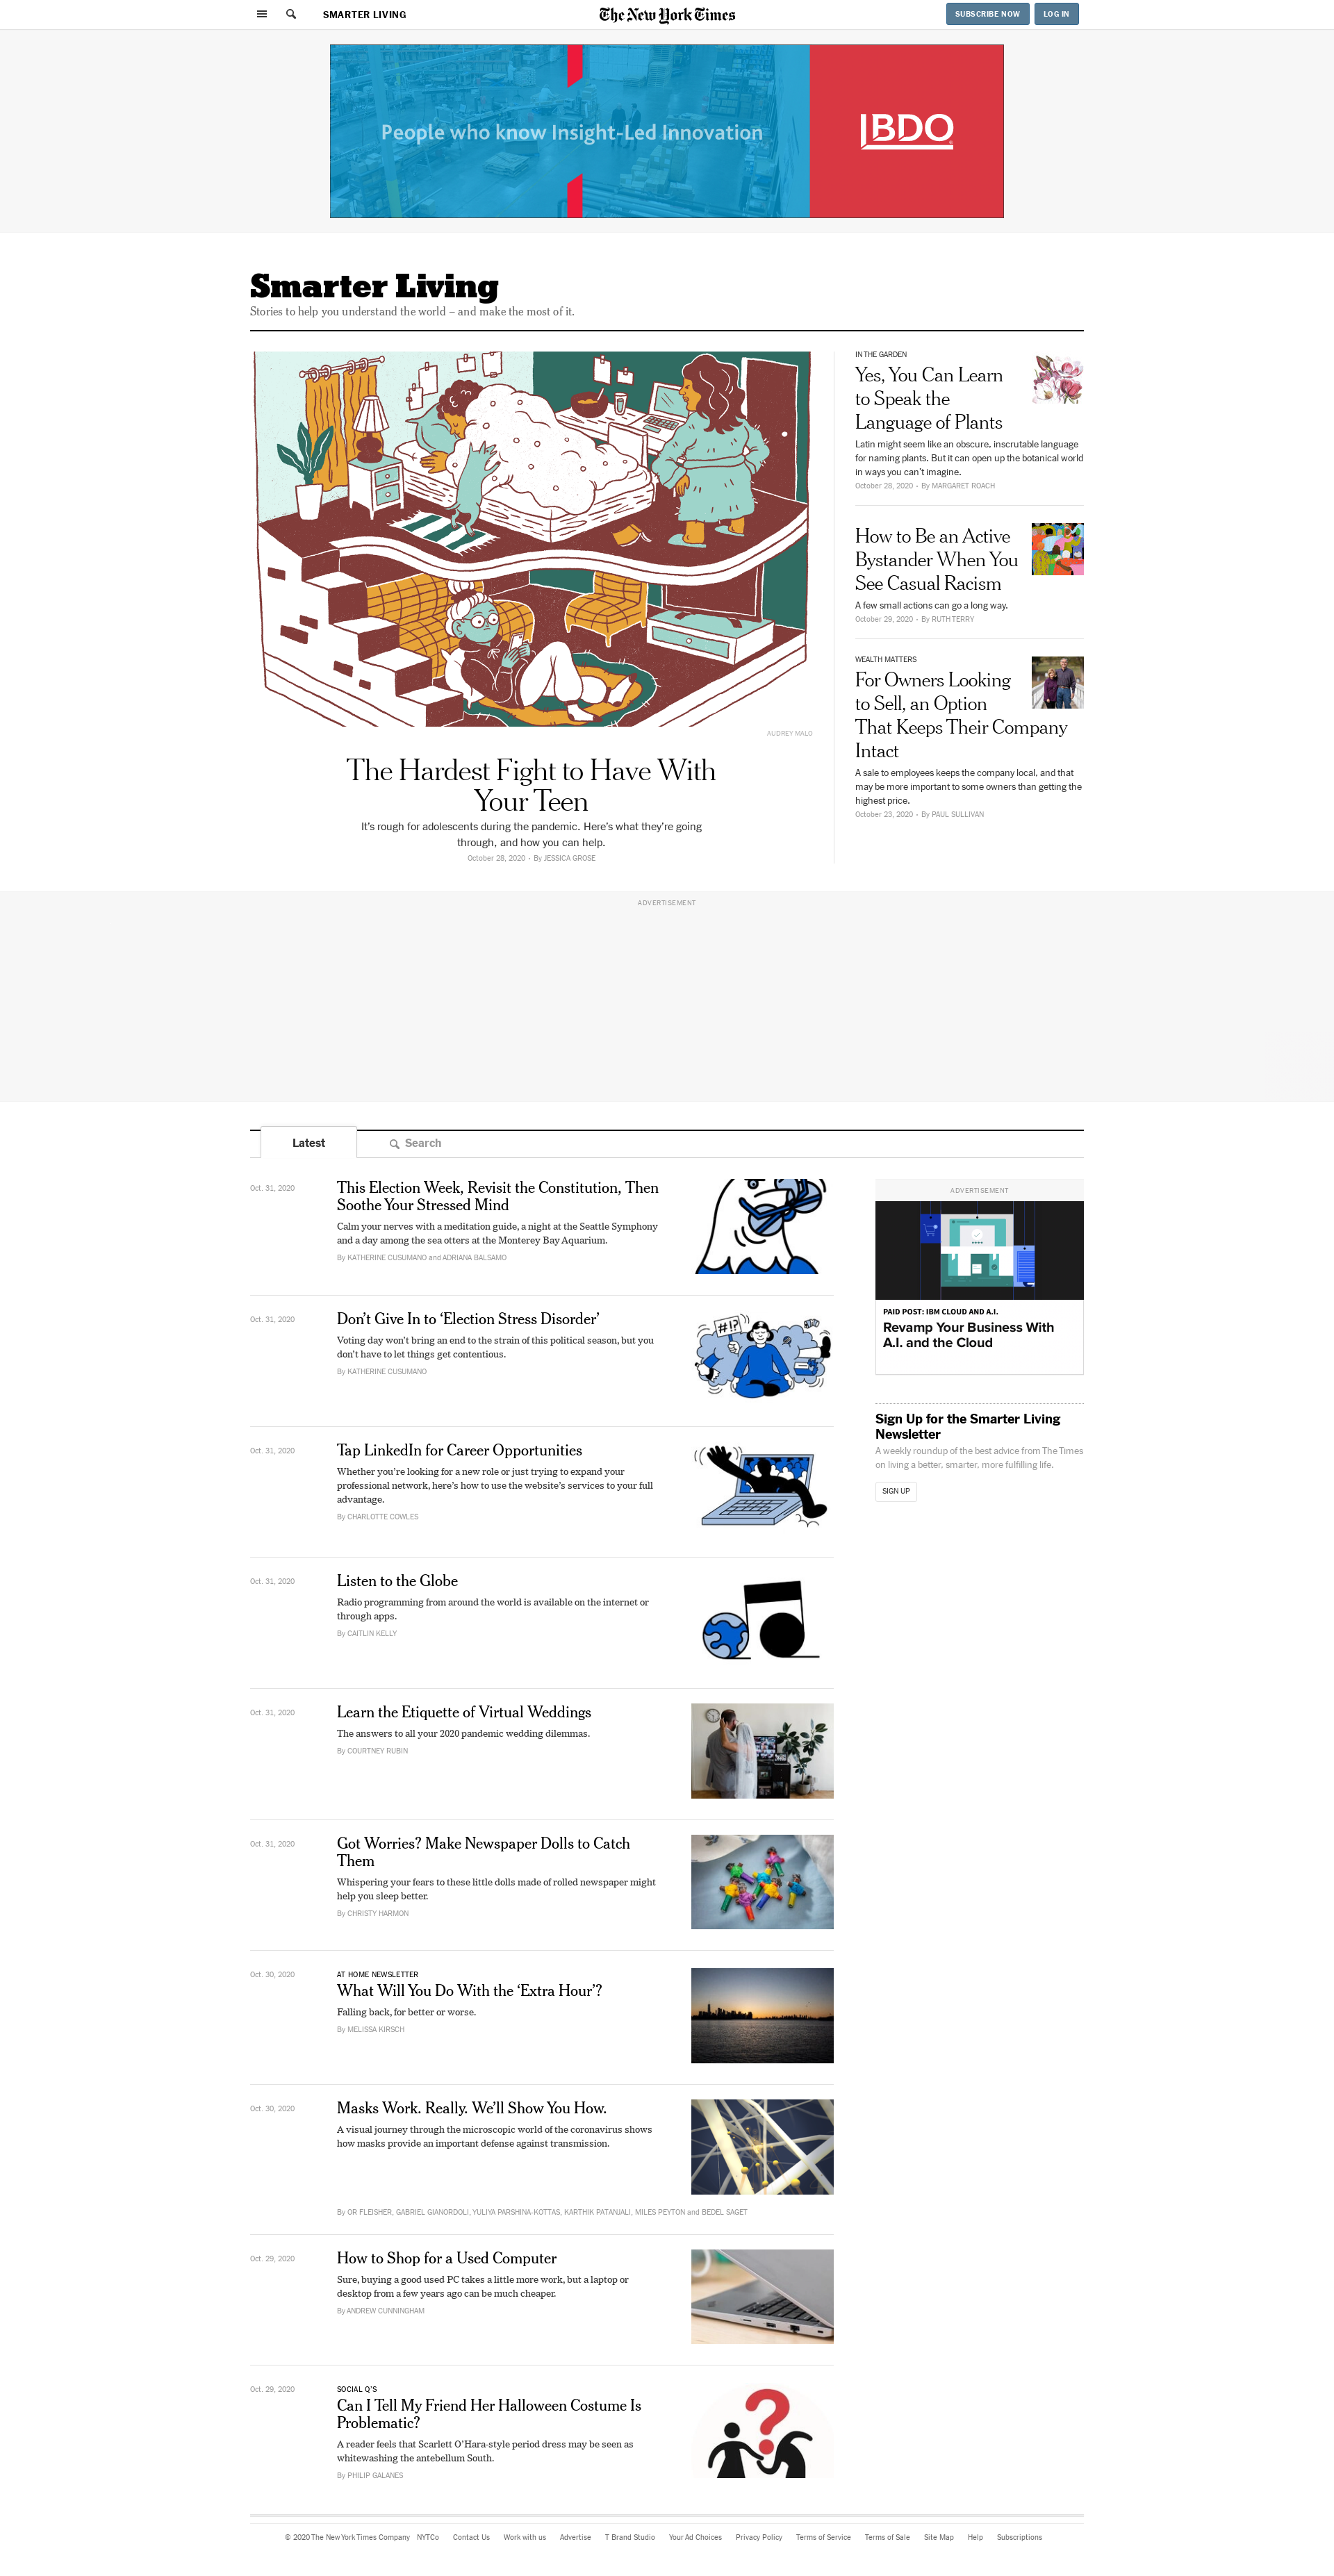 SMARTER LIVING
The New York Times
SUBSCRIBE NOW
LOG IN
People who know Insight-Led Innovation
BDO
Smarter Living
Stories to help you understand the world – and make the most of it.
AUDREY MALO
The Hardest Fight to Have With
Your Teen
It's rough for adolescents during the pandemic. Here's what they're going
through, and how you can help.
October 28, 2020 • By JESSICA GROSE
IN THE GARDEN
Yes, You Can Learn
to Speak the
Language of Plants
Latin might seem like an obscure, inscrutable language
for naming plants. But it can open up the botanical world
in ways you can't imagine.
October 28, 2020 • By MARGARET ROACH
How to Be an Active
Bystander When You
See Casual Racism
A few small actions can go a long way.
October 29, 2020 • By RUTH TERRY
WEALTH MATTERS
For Owners Looking
to Sell, an Option
That Keeps Their Company
Intact
A sale to employees keeps the company local, and that
may be more important to some owners than getting the
highest price.
October 23, 2020 • By PAUL SULLIVAN
ADVERTISEMENT
Latest
Search
Oct. 31, 2020
This Election Week, Revisit the Constitution, Then
Soothe Your Stressed Mind
Calm your nerves with a meditation guide, a night at the Seattle Symphony
and a day among the sea otters at the Monterey Bay Aquarium.
By KATHERINE CUSUMANO and ADRIANA BALSAMO
Oct. 31, 2020
Don't Give In to 'Election Stress Disorder'
Voting day won't bring an end to the strain of this political season, but you
don't have to let things get contentious.
By KATHERINE CUSUMANO
#!?
Oct. 31, 2020
Tap LinkedIn for Career Opportunities
Whether you're looking for a new role or just trying to expand your
professional network, here's how to use the website's services to your full
advantage.
By CHARLOTTE COWLES
Oct. 31, 2020
Listen to the Globe
Radio programming from around the world is available on the internet or
through apps.
By CAITLIN KELLY
Oct. 31, 2020
Learn the Etiquette of Virtual Weddings
The answers to all your 2020 pandemic wedding dilemmas.
By COURTNEY RUBIN
Oct. 31, 2020
Got Worries? Make Newspaper Dolls to Catch
Them
Whispering your fears to these little dolls made of rolled newspaper might
help you sleep better.
By CHRISTY HARMON
Oct. 30, 2020
AT HOME NEWSLETTER
What Will You Do With the 'Extra Hour'?
Falling back, for better or worse.
By MELISSA KIRSCH
Oct. 30, 2020
Masks Work. Really. We'll Show You How.
A visual journey through the microscopic world of the coronavirus shows
how masks provide an important defense against transmission.
By OR FLEISHER, GABRIEL GIANORDOLI, YULIYA PARSHINA-KOTTAS, KARTHIK PATANJALI, MILES PEYTON and BEDEL SAGET
Oct. 29, 2020
How to Shop for a Used Computer
Sure, buying a good used PC takes a little more work, but a laptop or
desktop from a few years ago can be much cheaper.
By ANDREW CUNNINGHAM
Oct. 29, 2020
SOCIAL Q'S
Can I Tell My Friend Her Halloween Costume Is
Problematic?
A reader feels that Scarlett O'Hara-style period dress may be seen as
whitewashing the antebellum South.
By PHILIP GALANES
ADVERTISEMENT
PAID POST: IBM CLOUD AND A.I.
Revamp Your Business With
A.I. and the Cloud
Sign Up for the Smarter Living
Newsletter
A weekly roundup of the best advice from The Times
on living a better, smarter, more fulfilling life.
SIGN UP
© 2020 The New York Times Company NYTCo Contact Us Work with us Advertise T Brand Studio Your Ad Choices Privacy Policy Terms of Service Terms of Sale Site Map Help Subscriptions